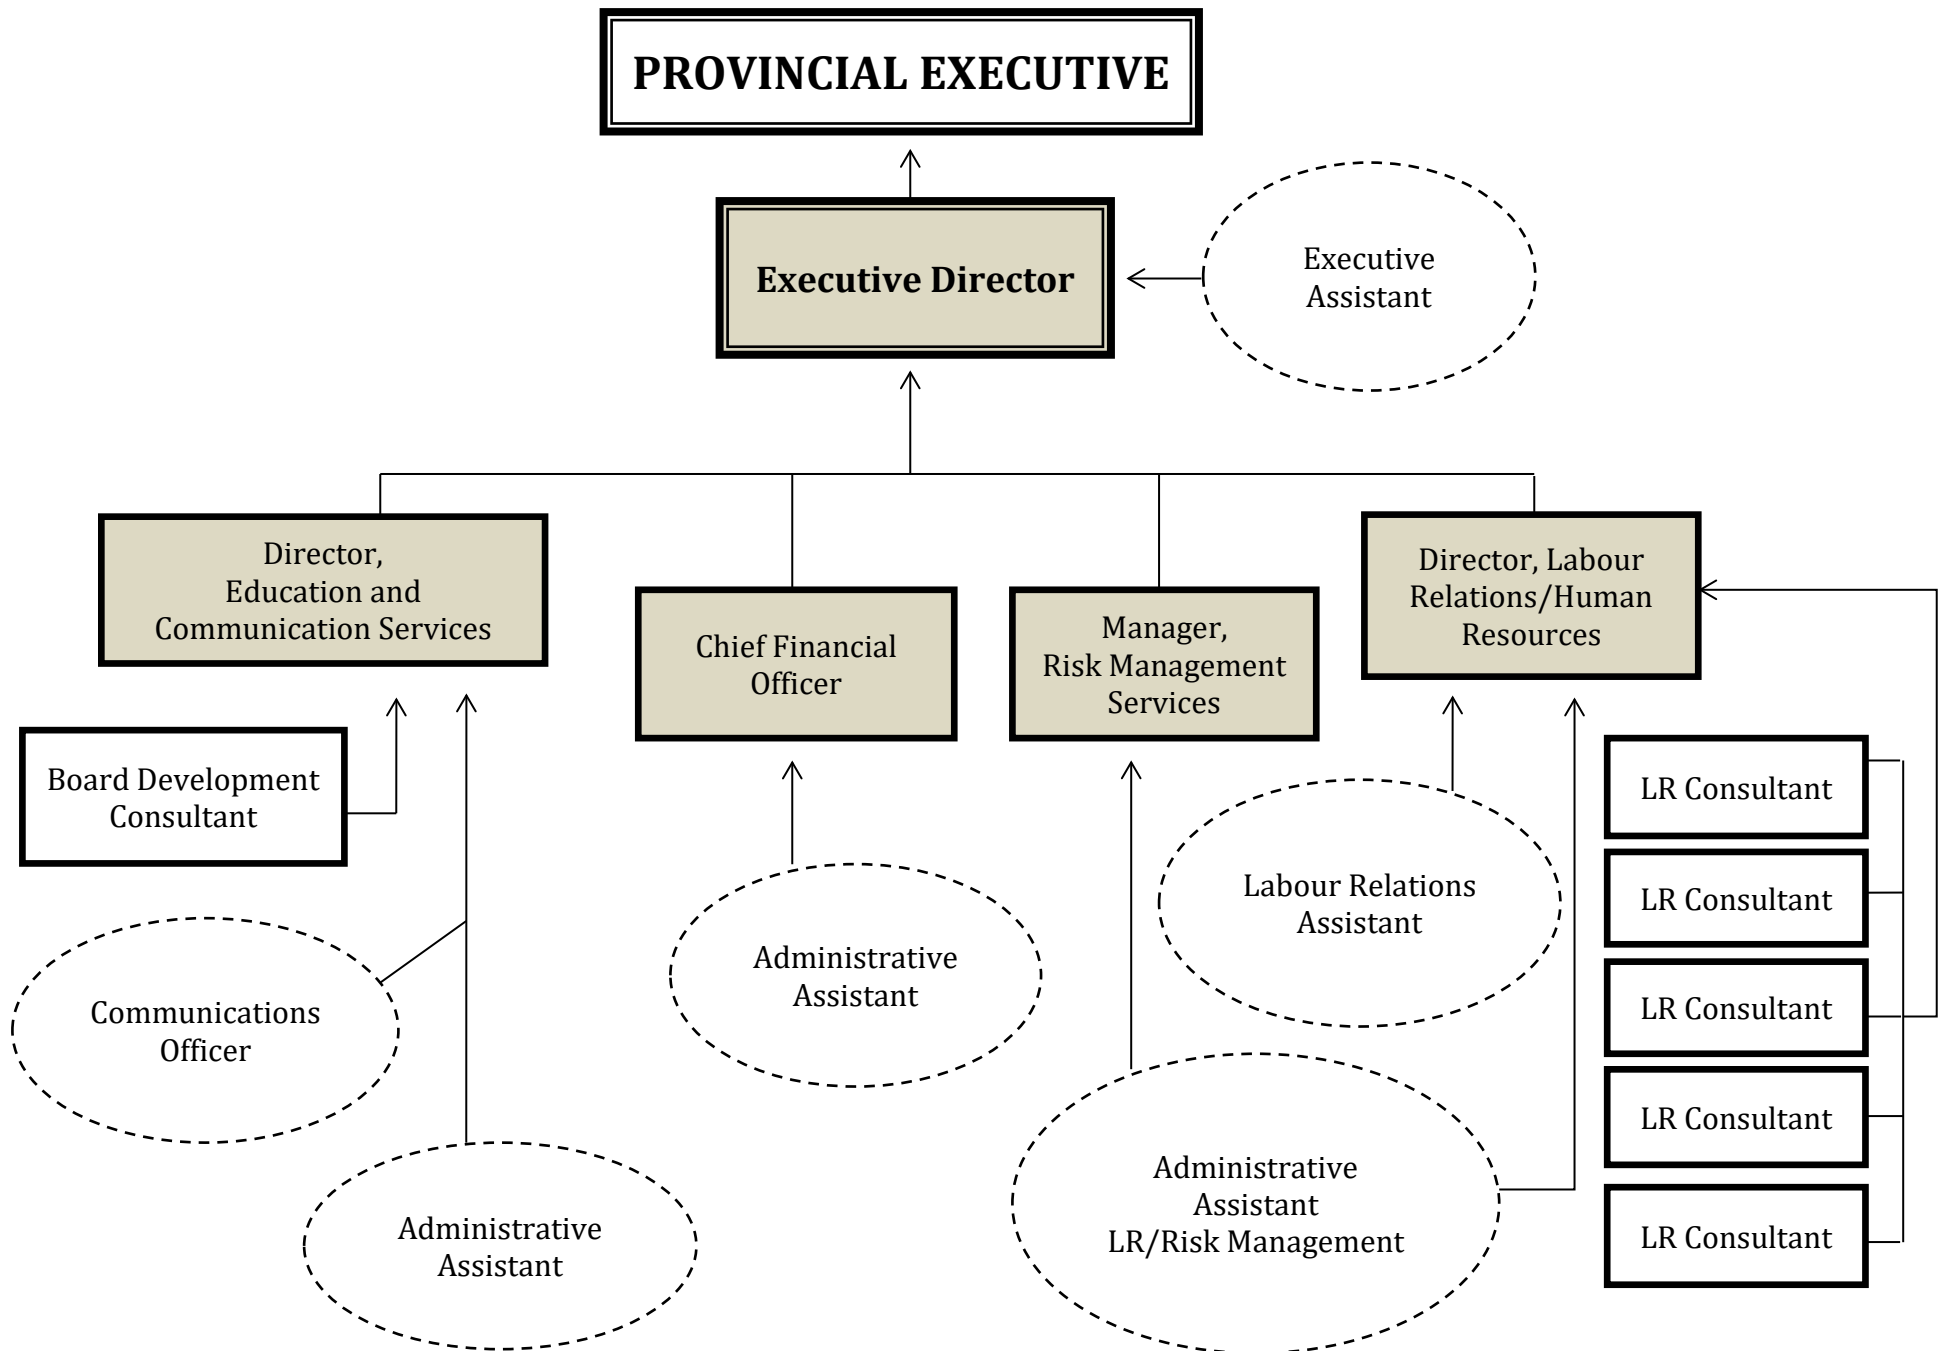 PROVINCIAL EXECUTIVE
Executive Director
Executive
Assistant
Director,
Education and
Communication Services
Chief Financial
Officer
Manager,
Risk Management
Services
Director, Labour
Relations/Human
Resources
Board Development
Consultant
Communications
Officer
Administrative
Assistant
Administrative
Assistant
Labour Relations
Assistant
Administrative
Assistant
LR/Risk Management
LR Consultant
LR Consultant
LR Consultant
LR Consultant
LR Consultant